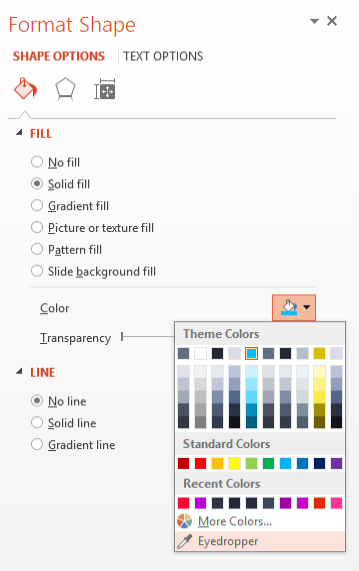 Format Shape
SHAPE OPTIONS TEXT OPTIONS
FILL
No fill
Solid fill
Gradient fill
Picture or texture fill
Pattern fill
Slide background fill
Color
Transparency
Theme Colors
LINE
No line
Solid line
Gradient line
Standard Colors
Recent Colors
More Colors...
Eyedropper